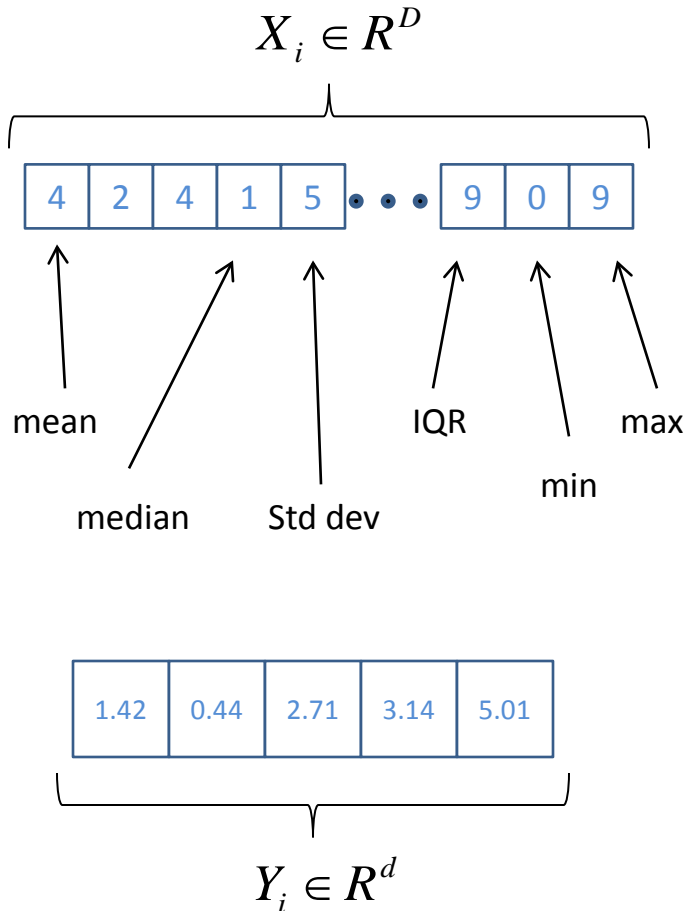 X_i ∈ R^D
4 2 4 1 5 ••• 9 0 9
mean
IQR
max
min
median
Std dev
1.42 0.44 2.71 3.14 5.01
Y_i ∈ R^d